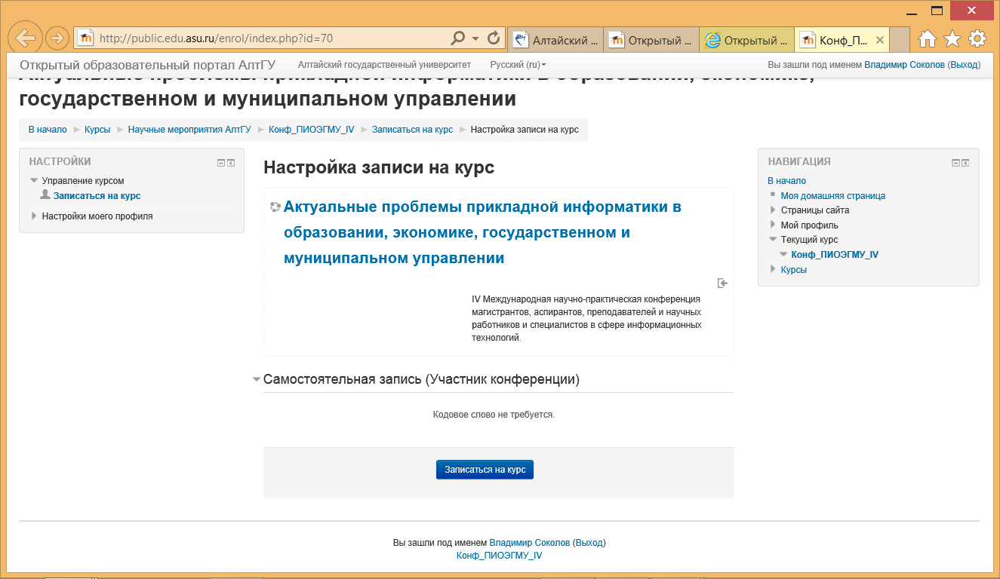 http://public.edu.asu.ru/enrol/index.php?id=70
Алтайский ...
Открытый ...
Открытый ...
Конф_П...
Открытый образовательный портал АлтГУ
Алтайский государственный университет
Русский (ru)
Вы зашли под именем Владимир Соколов (Выход)
Актуальные проблемы прикладной информатики в образовании, экономике,
государственном и муниципальном управлении
В начало
Курсы
Научные мероприятия АлтГУ
Конф_ПИОЭГМУ_IV
Записаться на курс
Настройка записи на курс
НАСТРОЙКИ
Управление курсом
Записаться на курс
Настройки моего профиля
Настройка записи на курс
Актуальные проблемы прикладной информатики в
образовании, экономике, государственном и
муниципальном управлении
IV Международная научно-практическая конференция
магистрантов, аспирантов, преподавателей и научных
работников и специалистов в сфере информационных
технологий.
Самостоятельная запись (Участник конференции)
Кодовое слово не требуется.
Записаться на курс
НАВИГАЦИЯ
В начало
Моя домашняя страница
Страницы сайта
Мой профиль
Текущий курс
Конф_ПИОЭГМУ_IV
Курсы
Вы зашли под именем Владимир Соколов (Выход)
Конф_ПИОЭГМУ_IV